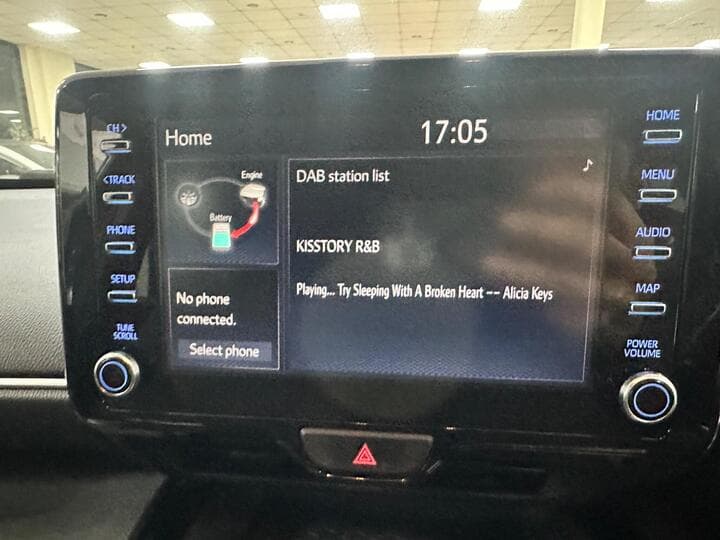 CH >
< TRACK
PHONE
SETUP
TUNE
SCROLL
Home
17:05
Engine
Battery
No phone
connected.
Select phone
DAB station list
KISSTORY R&B
Playing... Try Sleeping With A Broken Heart -- Alicia Keys
HOME
MENU
AUDIO
MAP
POWER
VOLUME